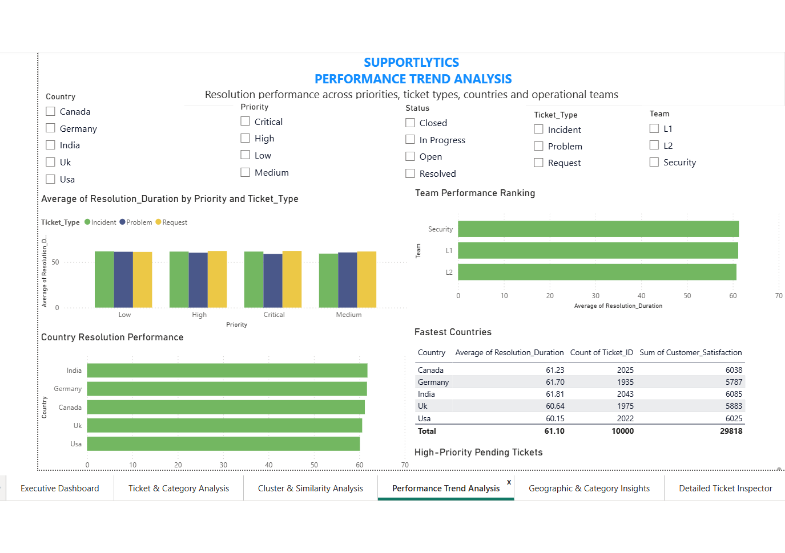 SUPPORTLYTICS
PERFORMANCE TREND ANALYSIS
Resolution performance across priorities, ticket types, countries and operational teams
Country
Canada
Germany
India
Uk
Usa
Priority
Critical
High
Low
Medium
Status
Closed
In Progress
Open
Resolved
Ticket_Type
Incident
Problem
Request
Team
L1
L2
Security
Average of Resolution_Duration by Priority and Ticket_Type
Ticket_Type Incident Problem Request
Average of Resolution_D...
50
0
Low High Critical Medium
Priority
Team Performance Ranking
Team
Security
L1
L2
0 10 20 30 40 50 60 70
Average of Resolution_Duration
Country Resolution Performance
Country
India
Germany
Canada
Uk
Usa
0 10 20 30 40 50 60 70
Fastest Countries
Country Average of Resolution_Duration Count of Ticket_ID Sum of Customer_Satisfaction
Canada 61.23 2025 6038
Germany 61.70 1935 5787
India 61.81 2043 6085
Uk 60.64 1975 5883
Usa 60.15 2022 6025
Total 61.10 10000 29818
High-Priority Pending Tickets
Executive Dashboard Ticket & Category Analysis Cluster & Similarity Analysis Performance Trend Analysis x Geographic & Category Insights Detailed Ticket Inspector